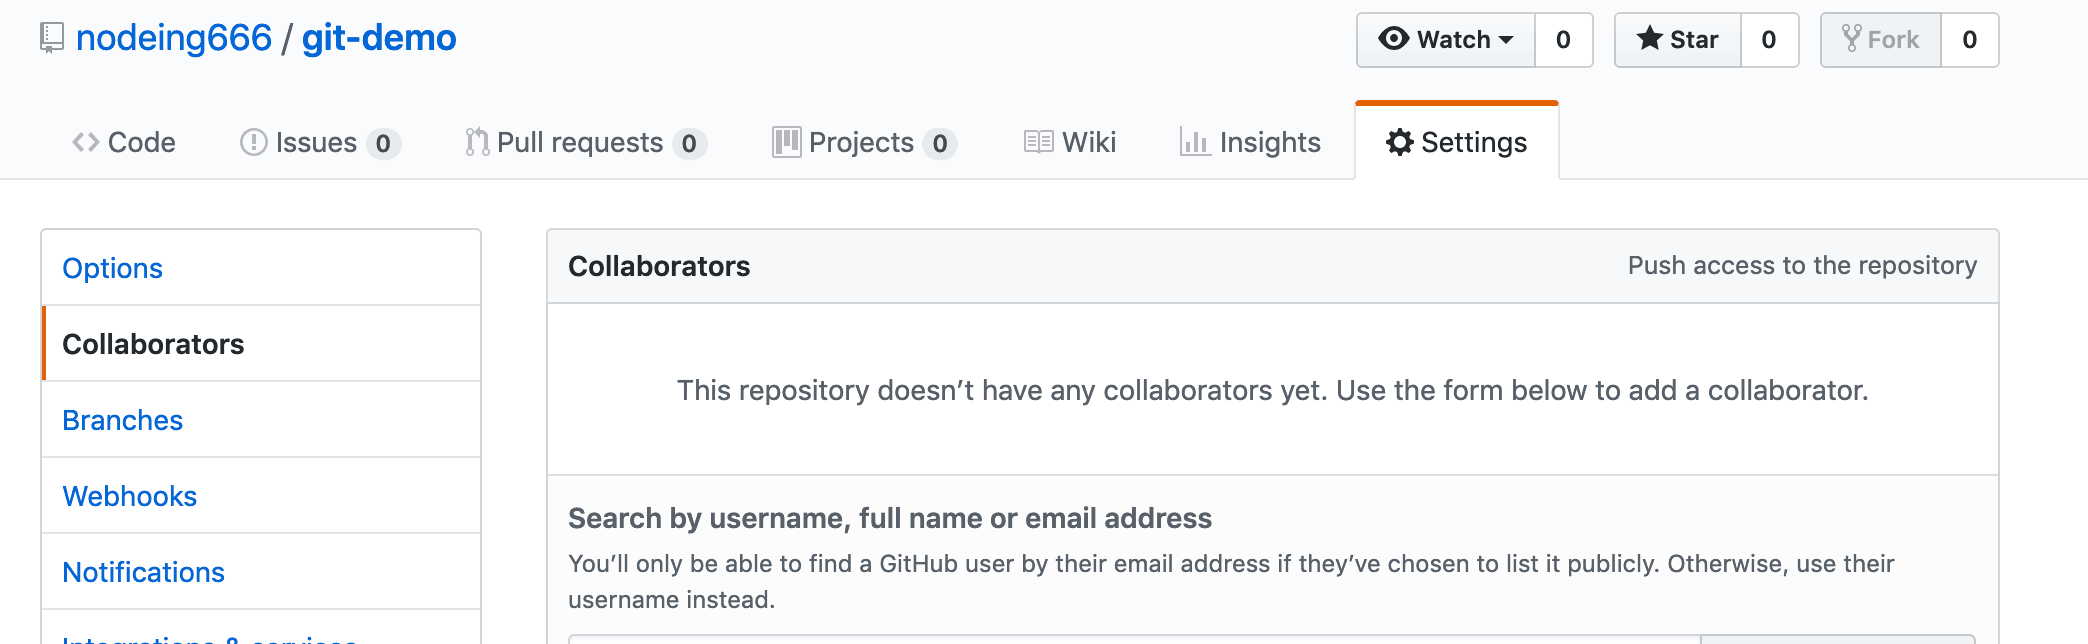 nodeing666 / git-demo
Watch 0 Star 0 Fork 0
Code Issues 0 Pull requests 0 Projects 0 Wiki Insights Settings
Options
Collaborators
Branches
Webhooks
Notifications
Integrations & services
Collaborators Push access to the repository
This repository doesn’t have any collaborators yet. Use the form below to add a collaborator.
Search by username, full name or email address
You’ll only be able to find a GitHub user by their email address if they’ve chosen to list it publicly. Otherwise, use their
username instead.